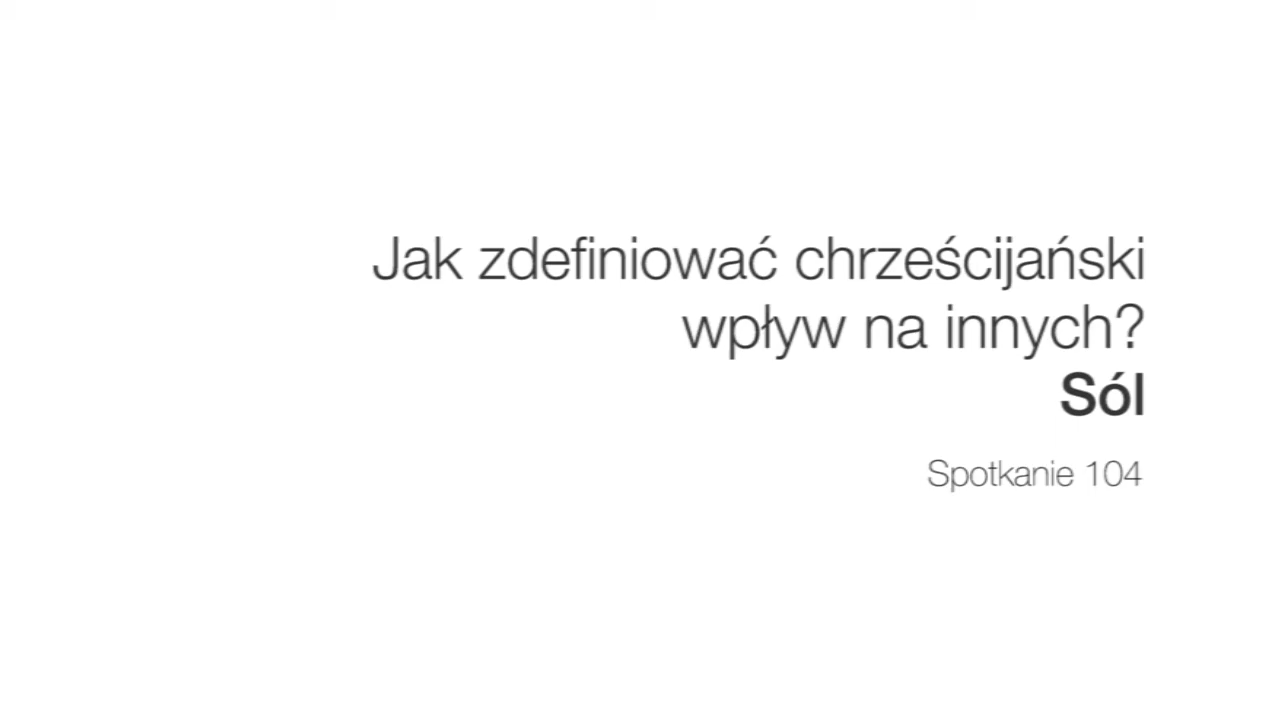 Jak zdefiniować chrześcijański
wpływ na innych?
Sól
Spotkanie 104